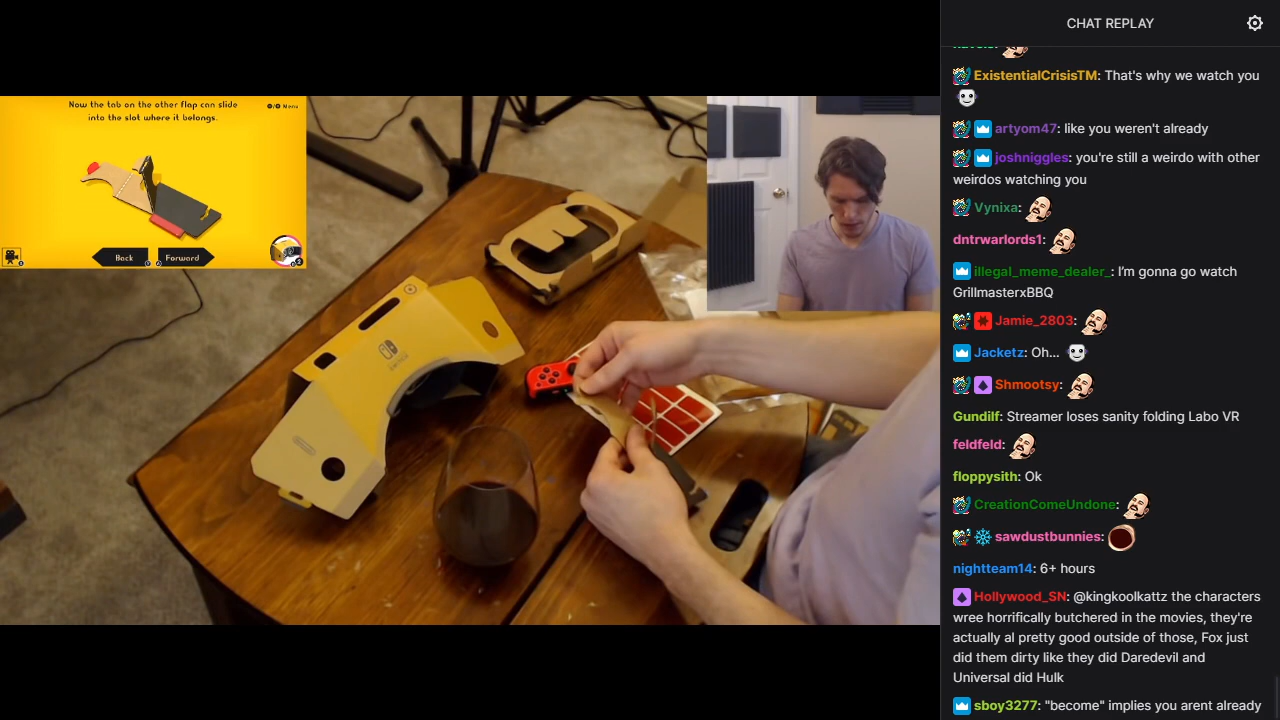 Now the tab on the other flap can slide
into the slot where it belongs.
Menu
Back
Forward
CHAT REPLAY
ExistentialCrisisTM: That's why we watch you
artyom47: like you weren't already
joshniggles: you're still a weirdo with other
weirdos watching you
Vynixa:
dntrwarlords1:
illegal_meme_dealer_: I'm gonna go watch
GrillmasterxBBQ
Jamie_2803:
Jacketz: Oh...
Shmootsy:
Gundilf: Streamer loses sanity folding Labo VR
feldfeld:
floppysith: Ok
CreationComeUndone:
sawdustbunnies:
nightteam14: 6+ hours
Hollywood_SN: @kingkoolkattz the characters
wree horrifically butchered in the movies, they're
actually al pretty good outside of those, Fox just
did them dirty like they did Daredevil and
Universal did Hulk
sboy3277: "become" implies you arent already